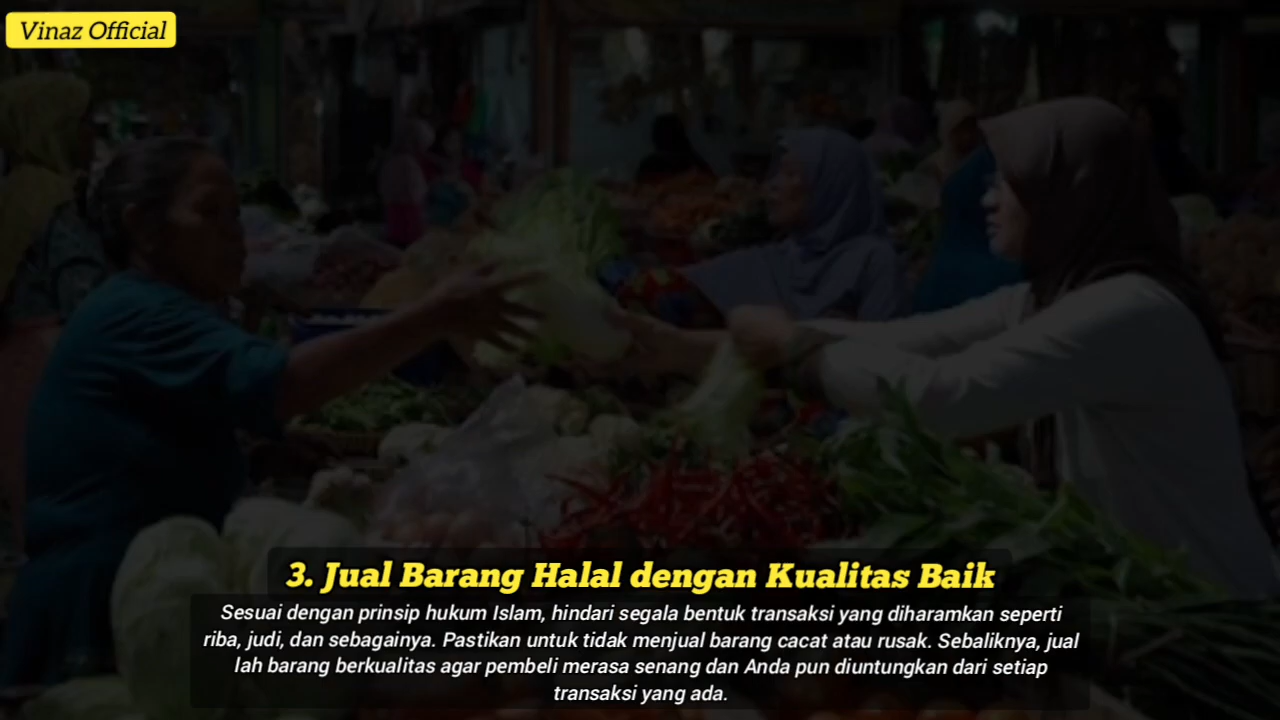 Vinaz Official
3. Jual Barang Halal dengan Kualitas Baik
Sesuai dengan prinsip hukum Islam, hindari segala bentuk transaksi yang diharamkan seperti
riba, judi, dan sebagainya. Pastikan untuk tidak menjual barang cacat atau rusak. Sebaliknya, jual
lah barang berkualitas agar pembeli merasa senang dan Anda pun diuntungkan dari setiap
transaksi yang ada.